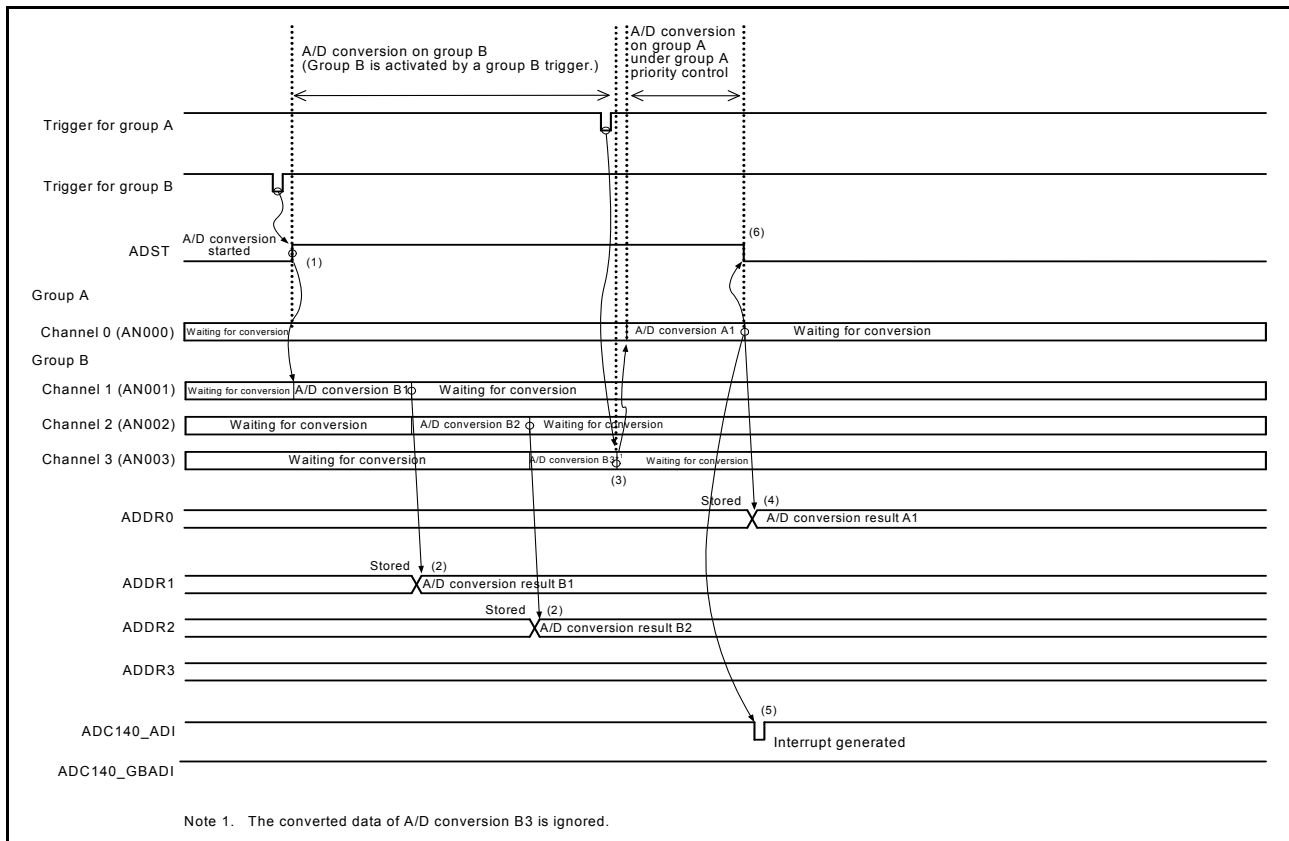 A/D conversion on group B
(Group B is activated by a group B trigger.)
A/D conversion
on group A
under group A
priority control
Trigger for group A
Trigger for group B
ADST
A/D conversion
started
(1)
(6)
Group A
Channel 0 (AN000)
Waiting for conversion
A/D conversion A1
Waiting for conversion
Group B
Channel 1 (AN001)
Waiting for conversion
A/D conversion B1
Waiting for conversion
Channel 2 (AN002)
Waiting for conversion
A/D conversion B2
Waiting for conversion
Channel 3 (AN003)
Waiting for conversion
A/D conversion B3*1
Waiting for conversion
(3)
ADDR0
Stored
(4)
A/D conversion result A1
ADDR1
Stored
(2)
A/D conversion result B1
ADDR2
Stored
(2)
A/D conversion result B2
ADDR3
ADC140_ADI
(5)
Interrupt generated
ADC140_GBADI
Note 1. The converted data of A/D conversion B3 is ignored.